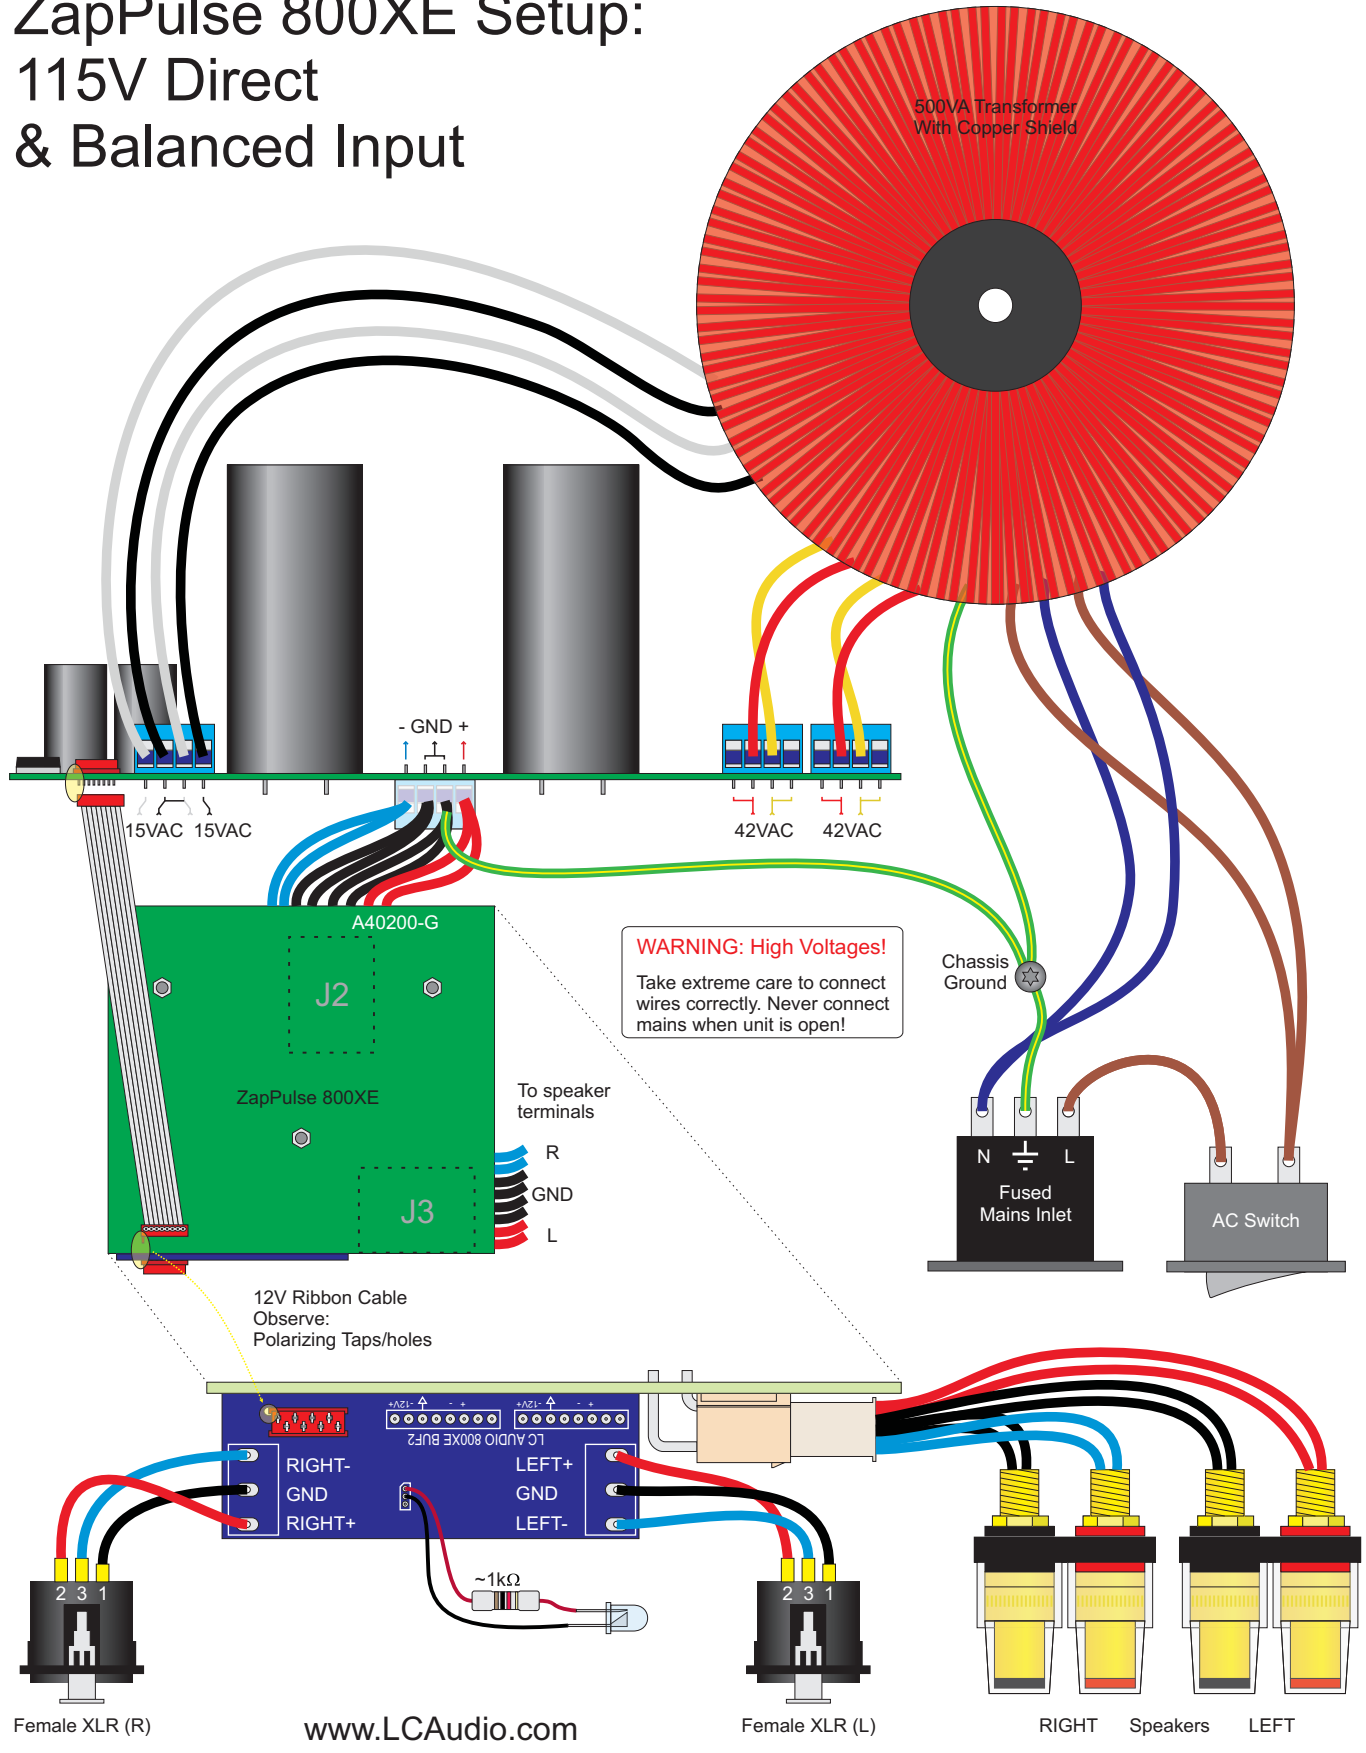 ZapPulse 800XE Setup:
115V Direct
& Balanced Input
500VA Transformer
With Copper Shield
- GND +
15VAC 15VAC
42VAC 42VAC
A40200-G
J2
ZapPulse 800XE
J3
WARNING: High Voltages!
Take extreme care to connect
wires correctly. Never connect
mains when unit is open!
Chassis
Ground
To speaker
terminals
R
GND
L
N L
Fused
Mains Inlet
AC Switch
12V Ribbon Cable
Observe:
Polarizing Taps/holes
+12V- - +
+12V- - +
LC AUDIO 800XE BUF2
RIGHT-
GND
RIGHT+
LEFT+
GND
LEFT-
~1kΩ
2 3 1
2 3 1
Female XLR (R)
www.LCAudio.com
Female XLR (L)
RIGHT Speakers LEFT